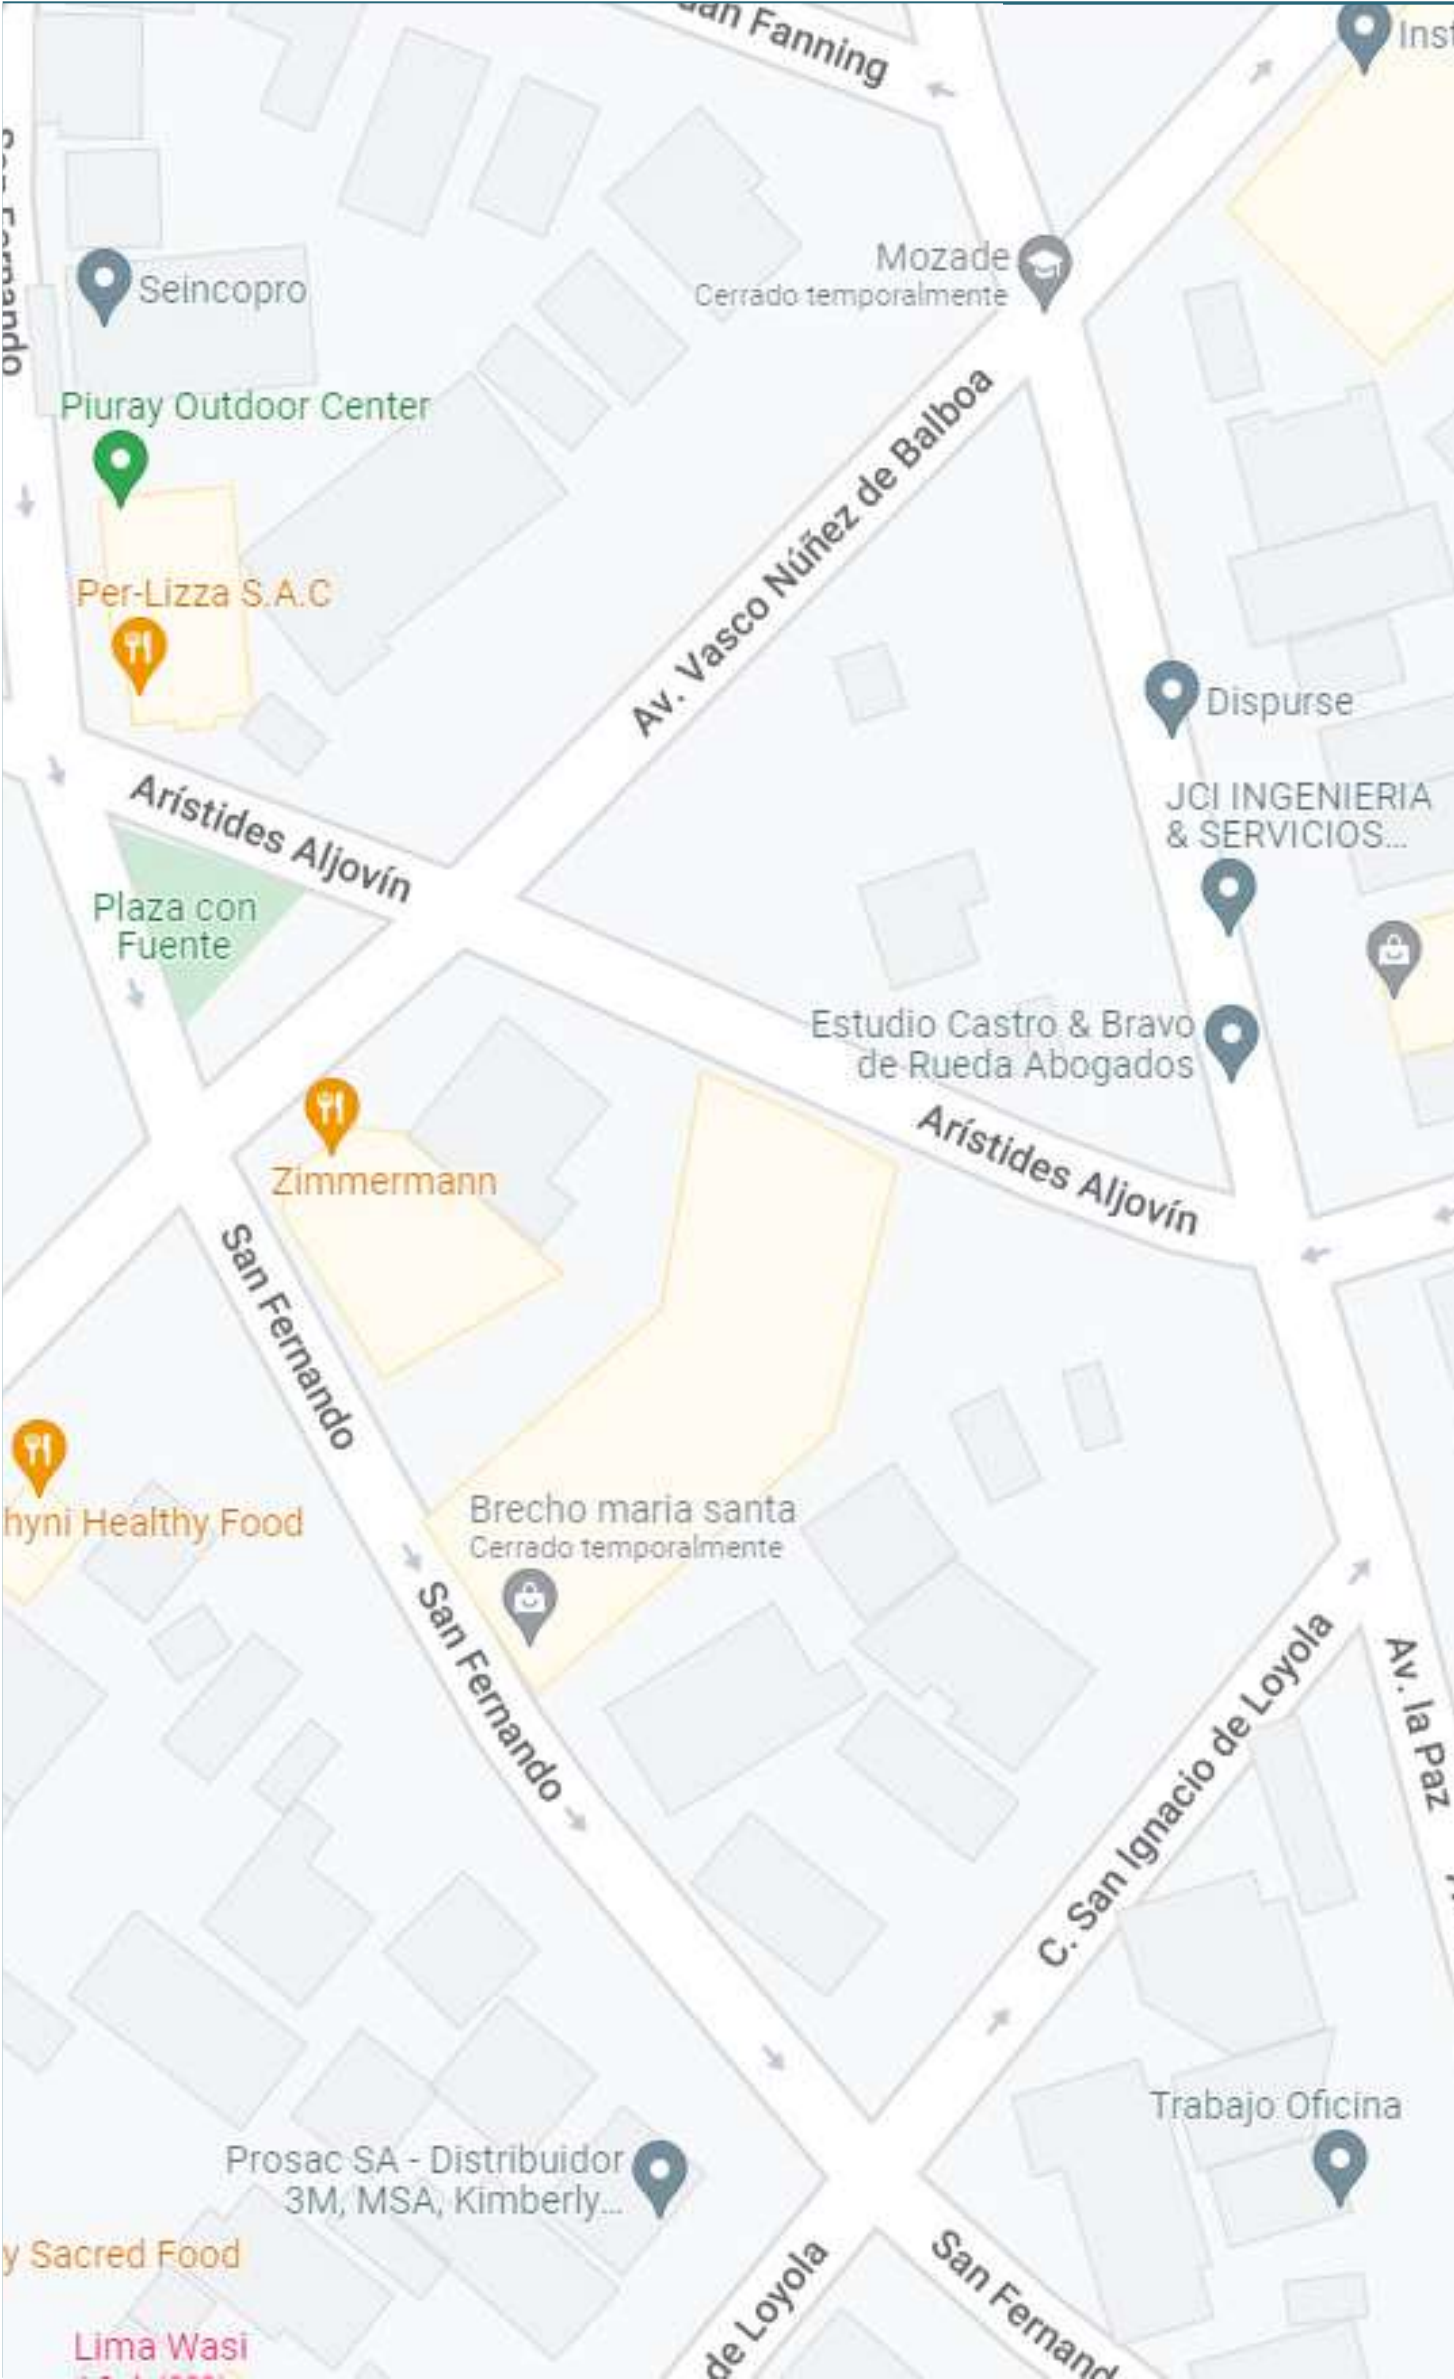 Fanning
Inst
San Fernando
Mozade
Cerrado temporalmente
Seincopro
Piuray Outdoor Center
Av. Vasco Núñez de Balboa
Per-Lizza S.A.C
Dispurse
Arístides Aljovín
JCI INGENIERIA
& SERVICIOS...
Plaza con
Fuente
Estudio Castro & Bravo
de Rueda Abogados
Arístides Aljovín
Zimmermann
San Fernando
hyni Healthy Food
Brecho maria santa
Cerrado temporalmente
San Fernando
C. San Ignacio de Loyola
Av. la Paz
Trabajo Oficina
Prosac SA - Distribuidor
3M, MSA, Kimberly...
y Sacred Food
de Loyola
San Fernand
Lima Wasi